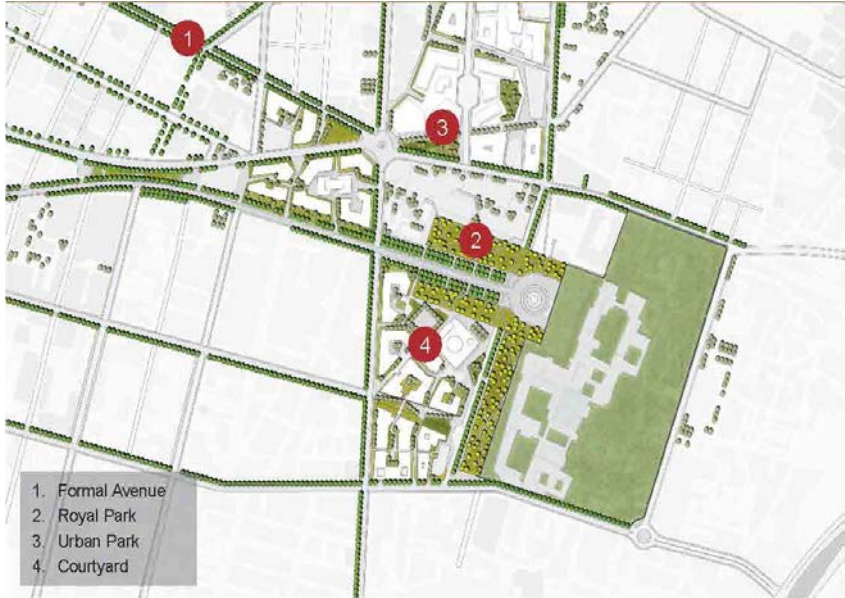 1
3
2
4
1. Formal Avenue
2. Royal Park
3. Urban Park
4. Courtyard